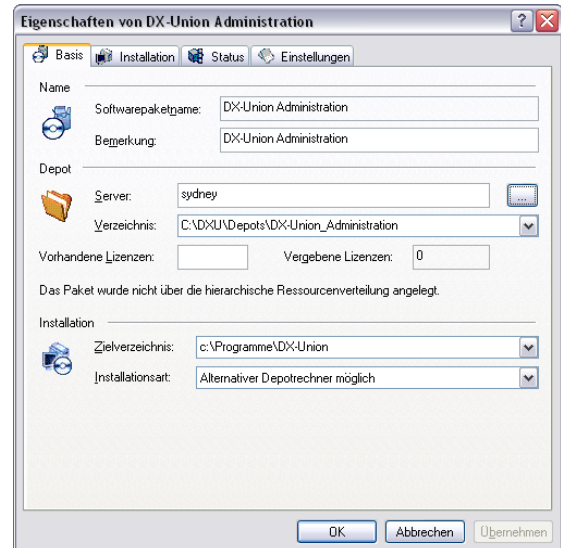 Eigenschaften von DX-Union Administration
Basis Installation Status Einstellungen
Name
Softwarepaketname: DX-Union Administration
Bemerkung: DX-Union Administration
Depot
Server: sydney ...
Verzeichnis: C:\DXU\Depots\DX-Union_Administration
Vorhandene Lizenzen: Vergebene Lizenzen: 0
Das Paket wurde nicht über die hierarchische Ressourcenverteilung angelegt.
Installation
Zielverzeichnis: c:\Programme\DX-Union
Installationsart: Alternativer Depotrechner möglich
OK Abbrechen Übernehmen